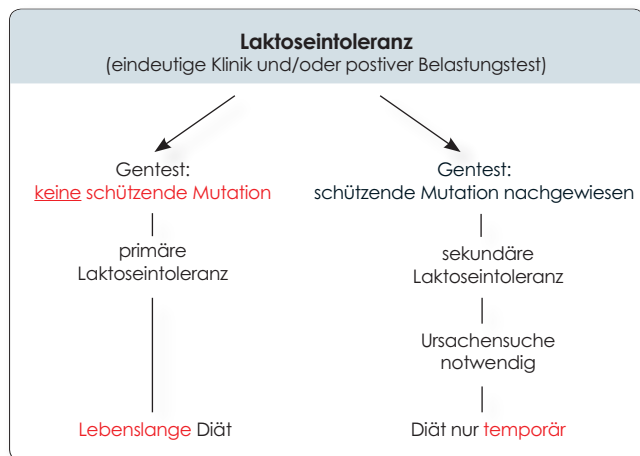 Laktoseintoleranz
(eindeutige Klinik und/oder postiver Belastungstest)
Gentest:
keine schützende Mutation
primäre
Laktoseintoleranz
Lebenslange Diät
Gentest:
schützende Mutation nachgewiesen
sekundäre
Laktoseintoleranz
Ursachensuche
notwendig
Diät nur temporär